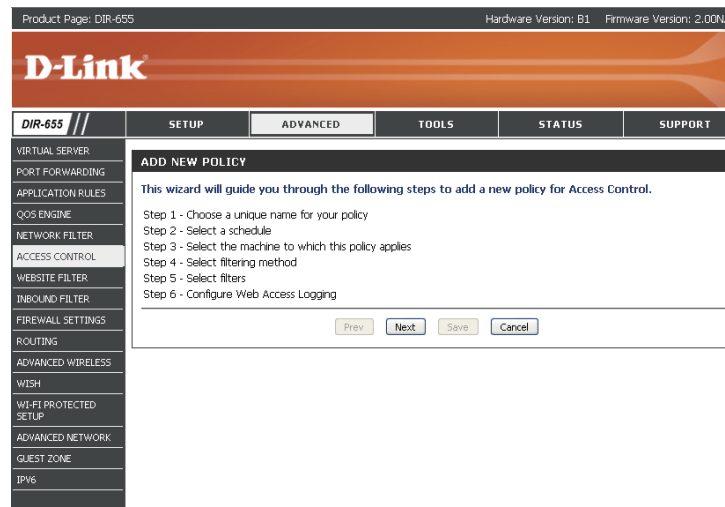 Product Page: DIR-655
Hardware Version: B1 Firmware Version: 2.00N
D-Link
DIR-655
SETUP
ADVANCED
TOOLS
STATUS
SUPPORT
VIRTUAL SERVER
PORT FORWARDING
APPLICATION RULES
QOS ENGINE
NETWORK FILTER
ACCESS CONTROL
WEBSITE FILTER
INBOUND FILTER
FIREWALL SETTINGS
ROUTING
ADVANCED WIRELESS
WISH
WI-FI PROTECTED
SETUP
ADVANCED NETWORK
GUEST ZONE
IPV6
ADD NEW POLICY
This wizard will guide you through the following steps to add a new policy for Access Control.
Step 1 - Choose a unique name for your policy
Step 2 - Select a schedule
Step 3 - Select the machine to which this policy applies
Step 4 - Select filtering method
Step 5 - Select filters
Step 6 - Configure Web Access Logging
Prev Next Save Cancel